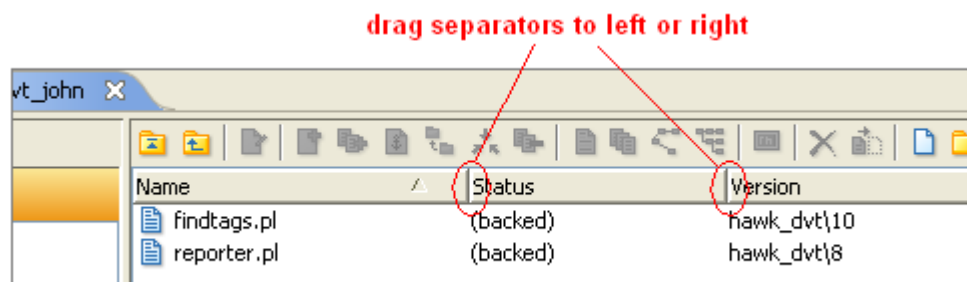 drag separators to left or right
vt_john
Name Status Version
findtags.pl (backed) hawk_dvt\10
reporter.pl (backed) hawk_dvt\8